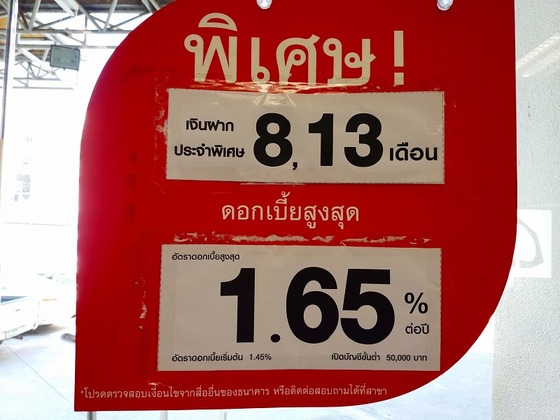 พิเศษ!
เงินฝาก
ประจำพิเศษ 8,13 เดือน
ดอกเบี้ยสูงสุด
อัตราดอกเบี้ยสูงสุด
1.65 % ต่อปี
อัตราดอกเบี้ยเริ่มต้น 1.45% เปิดบัญชีขั้นต่ำ 50,000 บาท
*โปรดตรวจสอบเงื่อนไขจากสื่ออื่นของธนาคาร หรือติดต่อสอบถามได้ที่สาขา